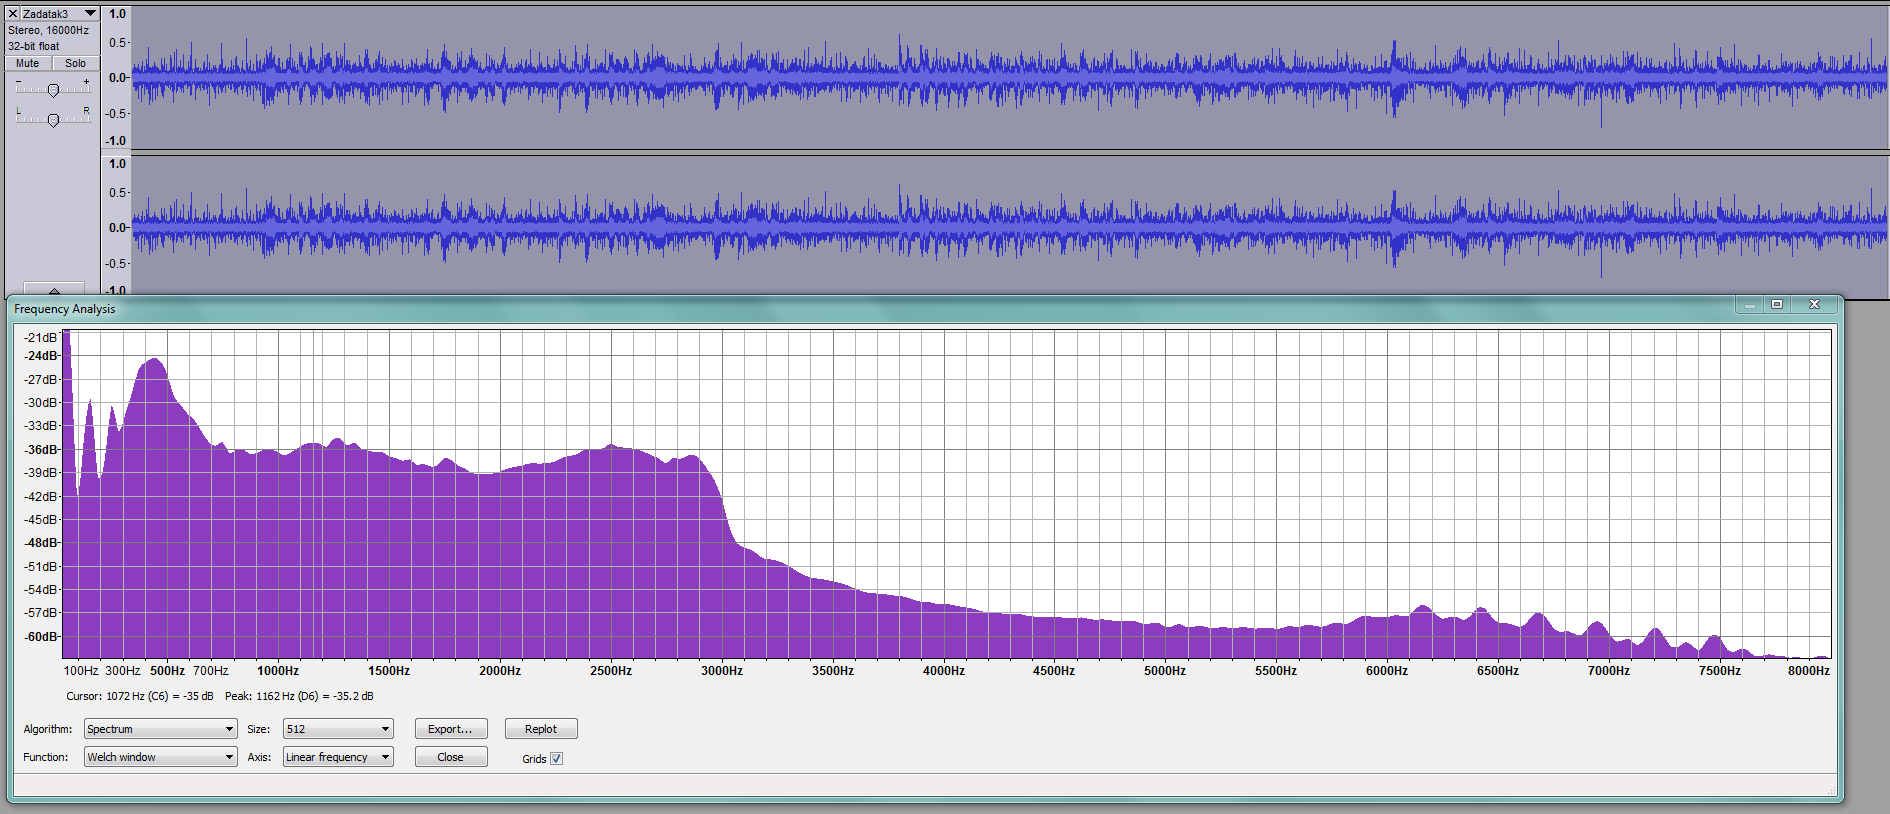 Zadatak3
Stereo, 16000Hz
32-bit float
Mute Solo
- +
L R
1.0
0.5
0.0
-0.5
-1.0
1.0
0.5
0.0
-0.5
-1.0
Frequency Analysis
-21dB
-24dB
-27dB
-30dB
-33dB
-36dB
-39dB
-42dB
-45dB
-48dB
-51dB
-54dB
-57dB
-60dB
100Hz 300Hz 500Hz 700Hz 1000Hz 1500Hz 2000Hz 2500Hz 3000Hz 3500Hz 4000Hz 4500Hz 5000Hz 5500Hz 6000Hz 6500Hz 7000Hz 7500Hz 8000Hz
Cursor: 1072 Hz (C6) = -35 dB Peak: 1162 Hz (D6) = -35.2 dB
Algorithm: Spectrum Size: 512 Export... Replot
Function: Welch window Axis: Linear frequency Close Grids